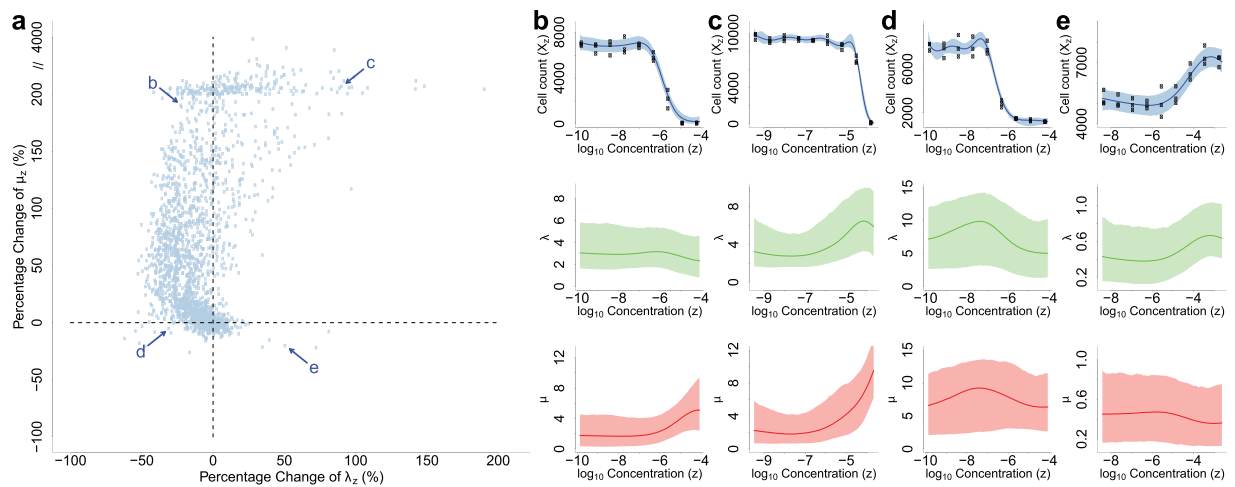 a
Percentage Change of μz (%)
4000
//
200
150
100
50
0
−50
−100
b
c
d
e
−100 −50 0 50 100 150 200
Percentage Change of λz (%)
b
Cell count (Xz)
8000
4000
0
−10 −8 −6 −4
log10 Concentration (z)
λ
8
6
4
2
0
−10 −8 −6 −4
log10 Concentration (z)
μ
12
8
4
0
−10 −8 −6 −4
log10 Concentration (z)
c
Cell count (Xz)
10000
4000
0
−9 −7 −5 −4
log10 Concentration (z)
λ
8
4
0
−9 −7 −5 −4
log10 Concentration (z)
μ
12
8
4
0
−9 −7 −5 −4
log10 Concentration (z)
d
Cell count (Xz)
6000
2000
−10 −8 −6 −4
log10 Concentration (z)
λ
15
10
5
0
−10 −8 −6 −4
log10 Concentration (z)
μ
15
10
5
0
−10 −8 −6 −4
log10 Concentration (z)
e
Cell count (Xz)
7000
4000
−8 −6 −4
log10 Concentration (z)
λ
1.0
0.6
0.2
−8 −6 −4
log10 Concentration (z)
μ
1.0
0.6
0.2
−8 −6 −4
log10 Concentration (z)